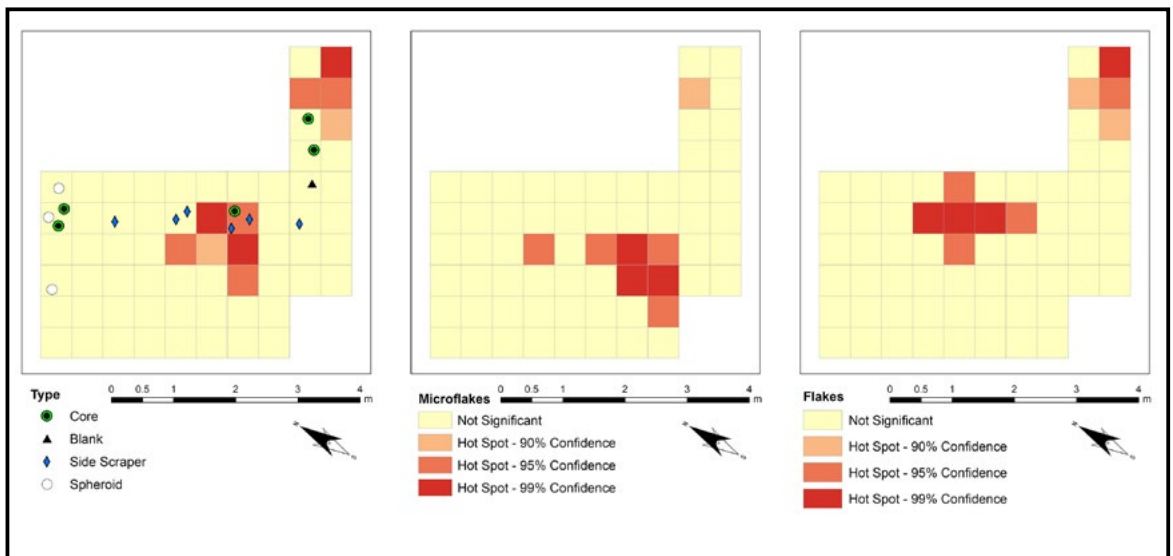 Type
0 0.5 1 2 3 4
m
Core
Blank
Side Scraper
Spheroid
Microflakes
0 0.5 1 2 3 4
m
Not Significant
Hot Spot - 90% Confidence
Hot Spot - 95% Confidence
Hot Spot - 99% Confidence
Flakes
0 0.5 1 2 3 4
m
Not Significant
Hot Spot - 90% Confidence
Hot Spot - 95% Confidence
Hot Spot - 99% Confidence